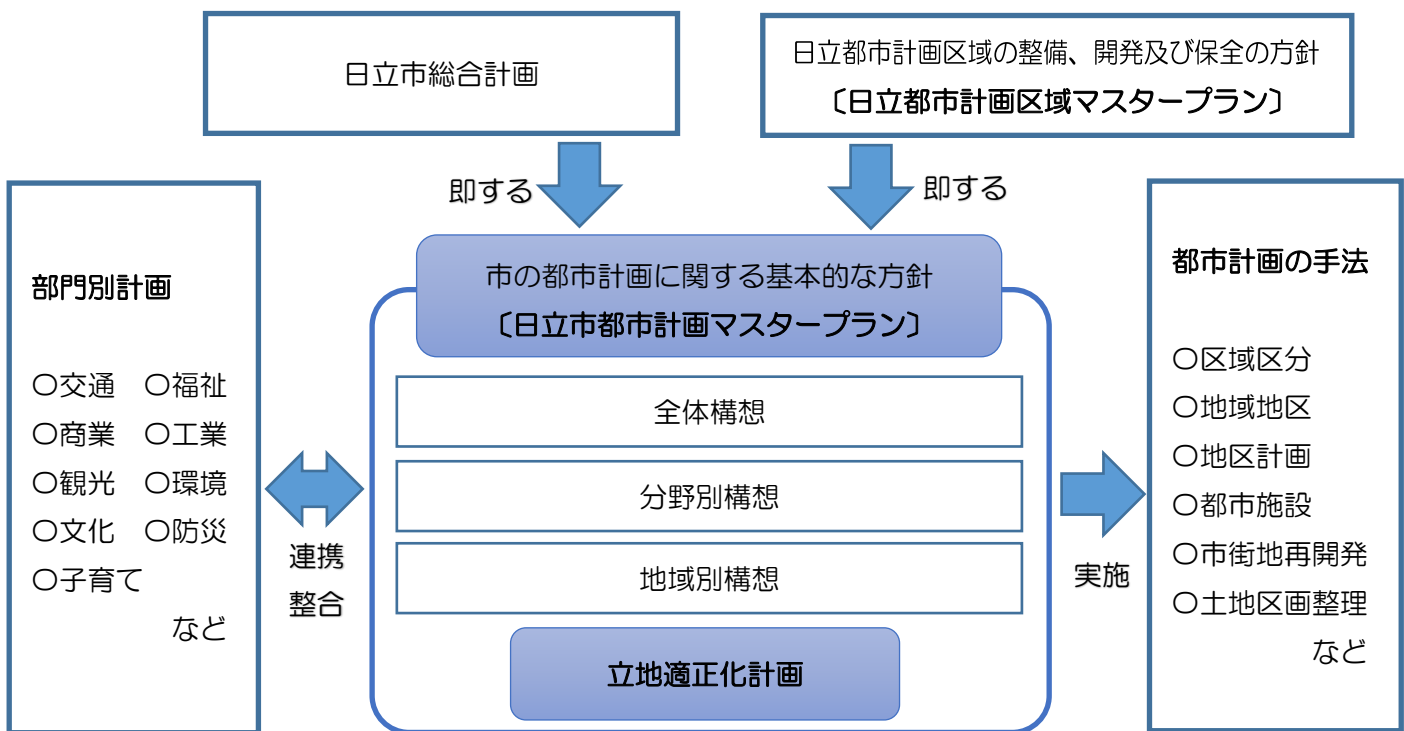 日立市総合計画
日立都市計画区域の整備、開発及び保全の方針
〔日立都市計画区域マスタープラン〕
即する
即する
部門別計画
〇交通　〇福祉
〇商業　〇工業
〇観光　〇環境
〇文化　〇防災
〇子育て
など
連携
整合
市の都市計画に関する基本的な方針
〔日立市都市計画マスタープラン〕
全体構想
分野別構想
地域別構想
立地適正化計画
実施
都市計画の手法
〇区域区分
〇地域地区
〇地区計画
〇都市施設
〇市街地再開発
〇土地区画整理
など